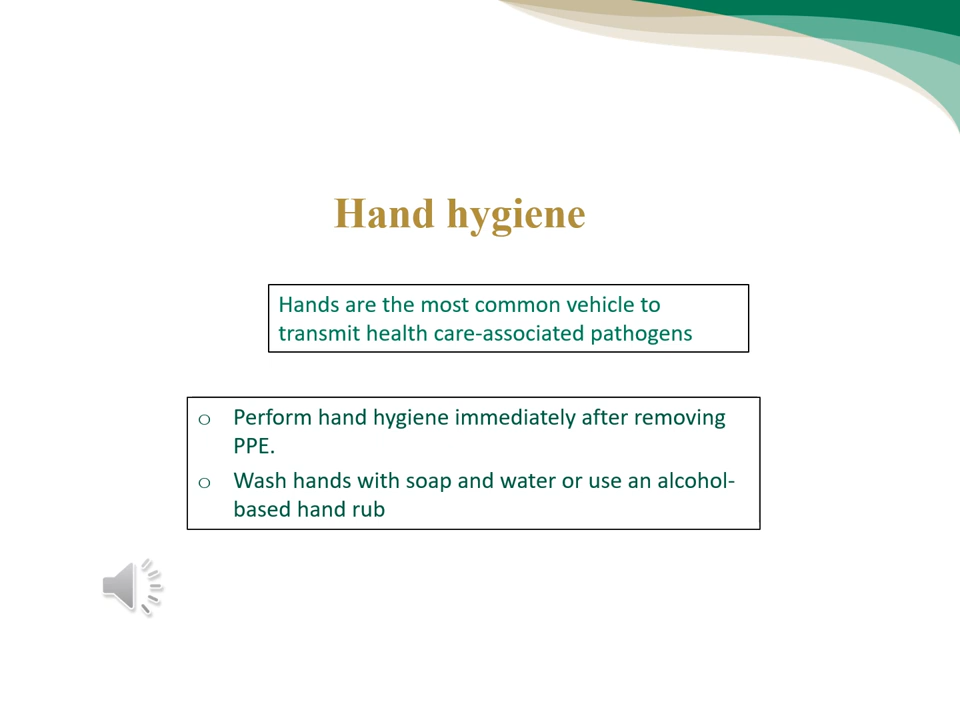 Hand hygiene
Hands are the most common vehicle to
transmit health care-associated pathogens
o Perform hand hygiene immediately after removing
PPE.
o Wash hands with soap and water or use an alcohol-
based hand rub